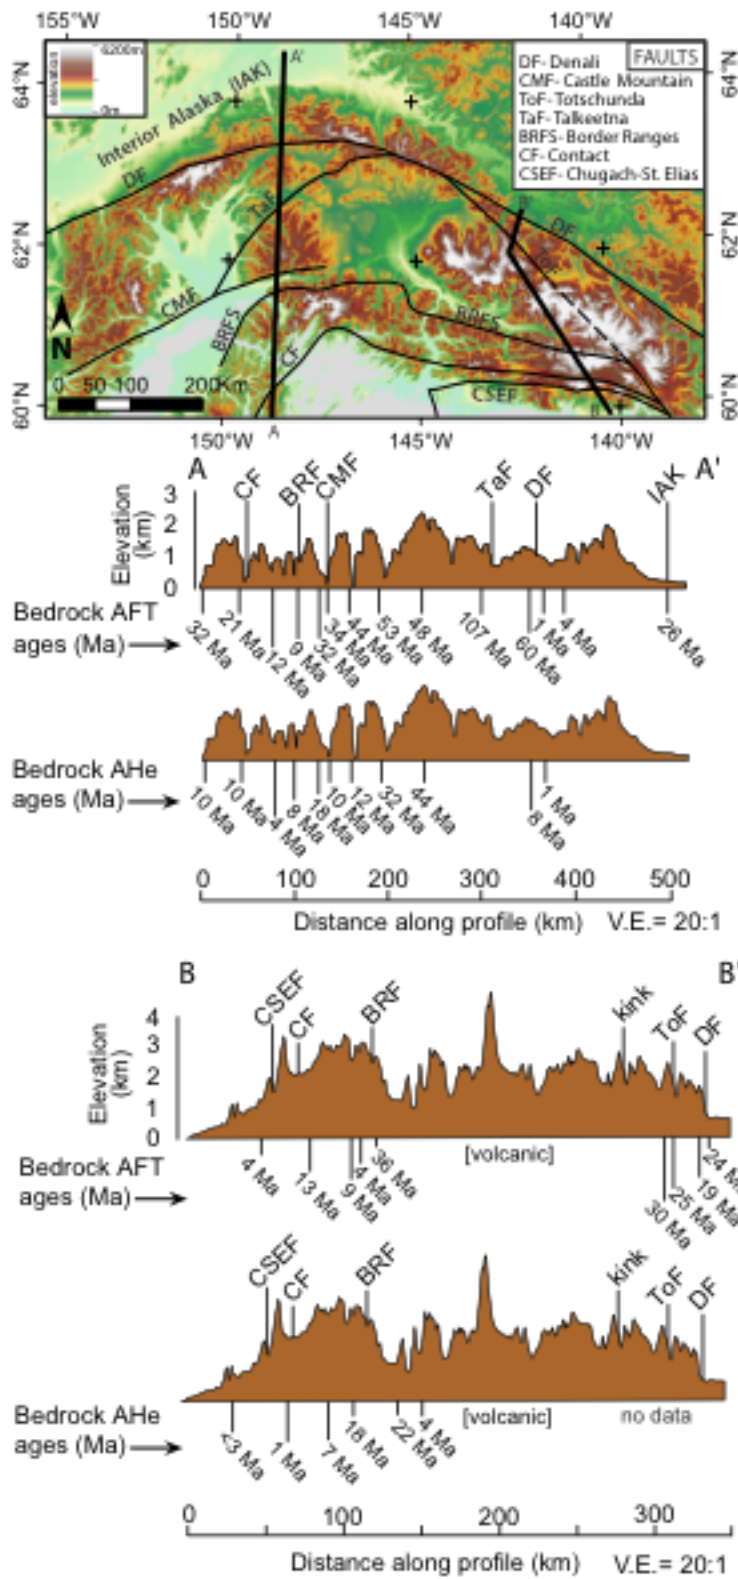 155°W 150°W 145°W 140°W
64°N
62°N
60°N
64°N
62°N
60°N
elevation
6200m
0m
FAULTS
DF- Denali
CMF- Castle Mountain
ToF- Totschunda
TaF- Talkeetna
BRFS- Border Ranges
CF- Contact
CSEF- Chugach-St. Elias
Interior Alaska (IAK)
A'
DF
TaF
B'
DF
ToF
CMF
BRFS
BRFS
CF
CSEF
N
0 50 100 200Km
B
A
150°W 145°W 140°W
A A'
CF BRF CMF TaF DF IAK
Elevation
(km)
3
2
1
0
Bedrock AFT
ages (Ma)
32 Ma 21 Ma 12 Ma 9 Ma 32 Ma 34 Ma 44 Ma 53 Ma 48 Ma 107 Ma 60 Ma 1 Ma 4 Ma 26 Ma
Bedrock AHe
ages (Ma)
10 Ma 10 Ma 4 Ma 8 Ma 18 Ma 10 Ma 12 Ma 32 Ma 44 Ma 8 Ma 1 Ma
0 100 200 300 400 500
Distance along profile (km) V.E.= 20:1
B B'
CSEF CF BRF kink ToF DF
Elevation
(km)
4
3
2
1
0
Bedrock AFT
ages (Ma)
[volcanic]
4 Ma 13 Ma 9 Ma 4 Ma 36 Ma 30 Ma 25 Ma 19 Ma 24 Ma
CSEF CF BRF kink ToF DF
Bedrock AHe
ages (Ma)
[volcanic] no data
<3 Ma 1 Ma 7 Ma 18 Ma 22 Ma 4 Ma
0 100 200 300
Distance along profile (km) V.E.= 20:1